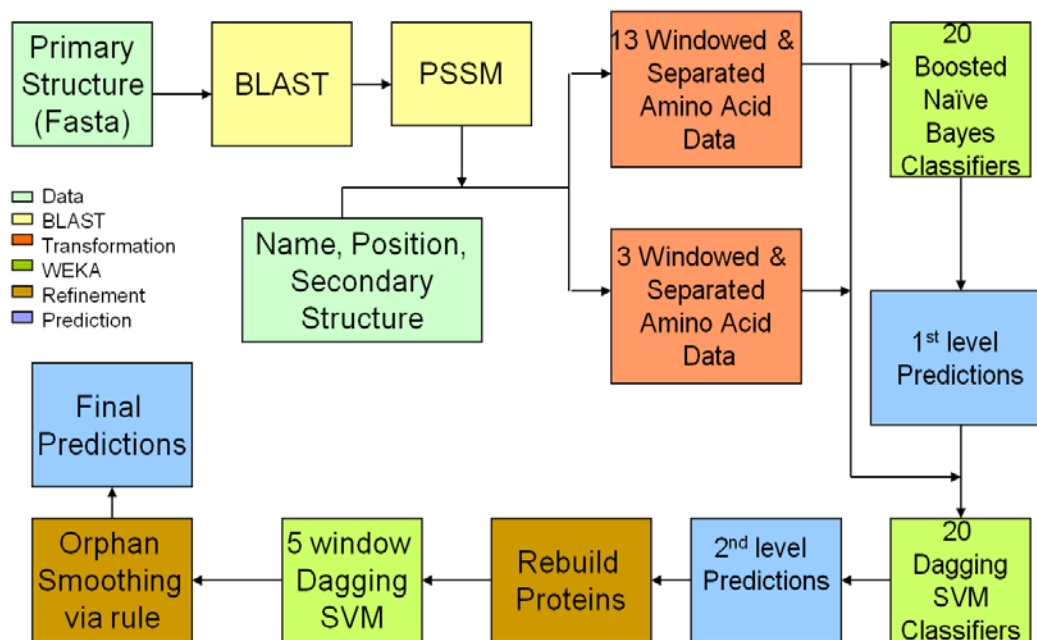 Primary
Structure
(Fasta)
BLAST
PSSM
13 Windowed &
Separated
Amino Acid
Data
20
Boosted
Naïve
Bayes
Classifiers
Data
BLAST
Transformation
WEKA
Refinement
Prediction
Name, Position,
Secondary
Structure
3 Windowed &
Separated
Amino Acid
Data
1st level
Predictions
Final
Predictions
Orphan
Smoothing
via rule
5 window
Dagging
SVM
Rebuild
Proteins
2nd level
Predictions
20
Dagging
SVM
Classifiers